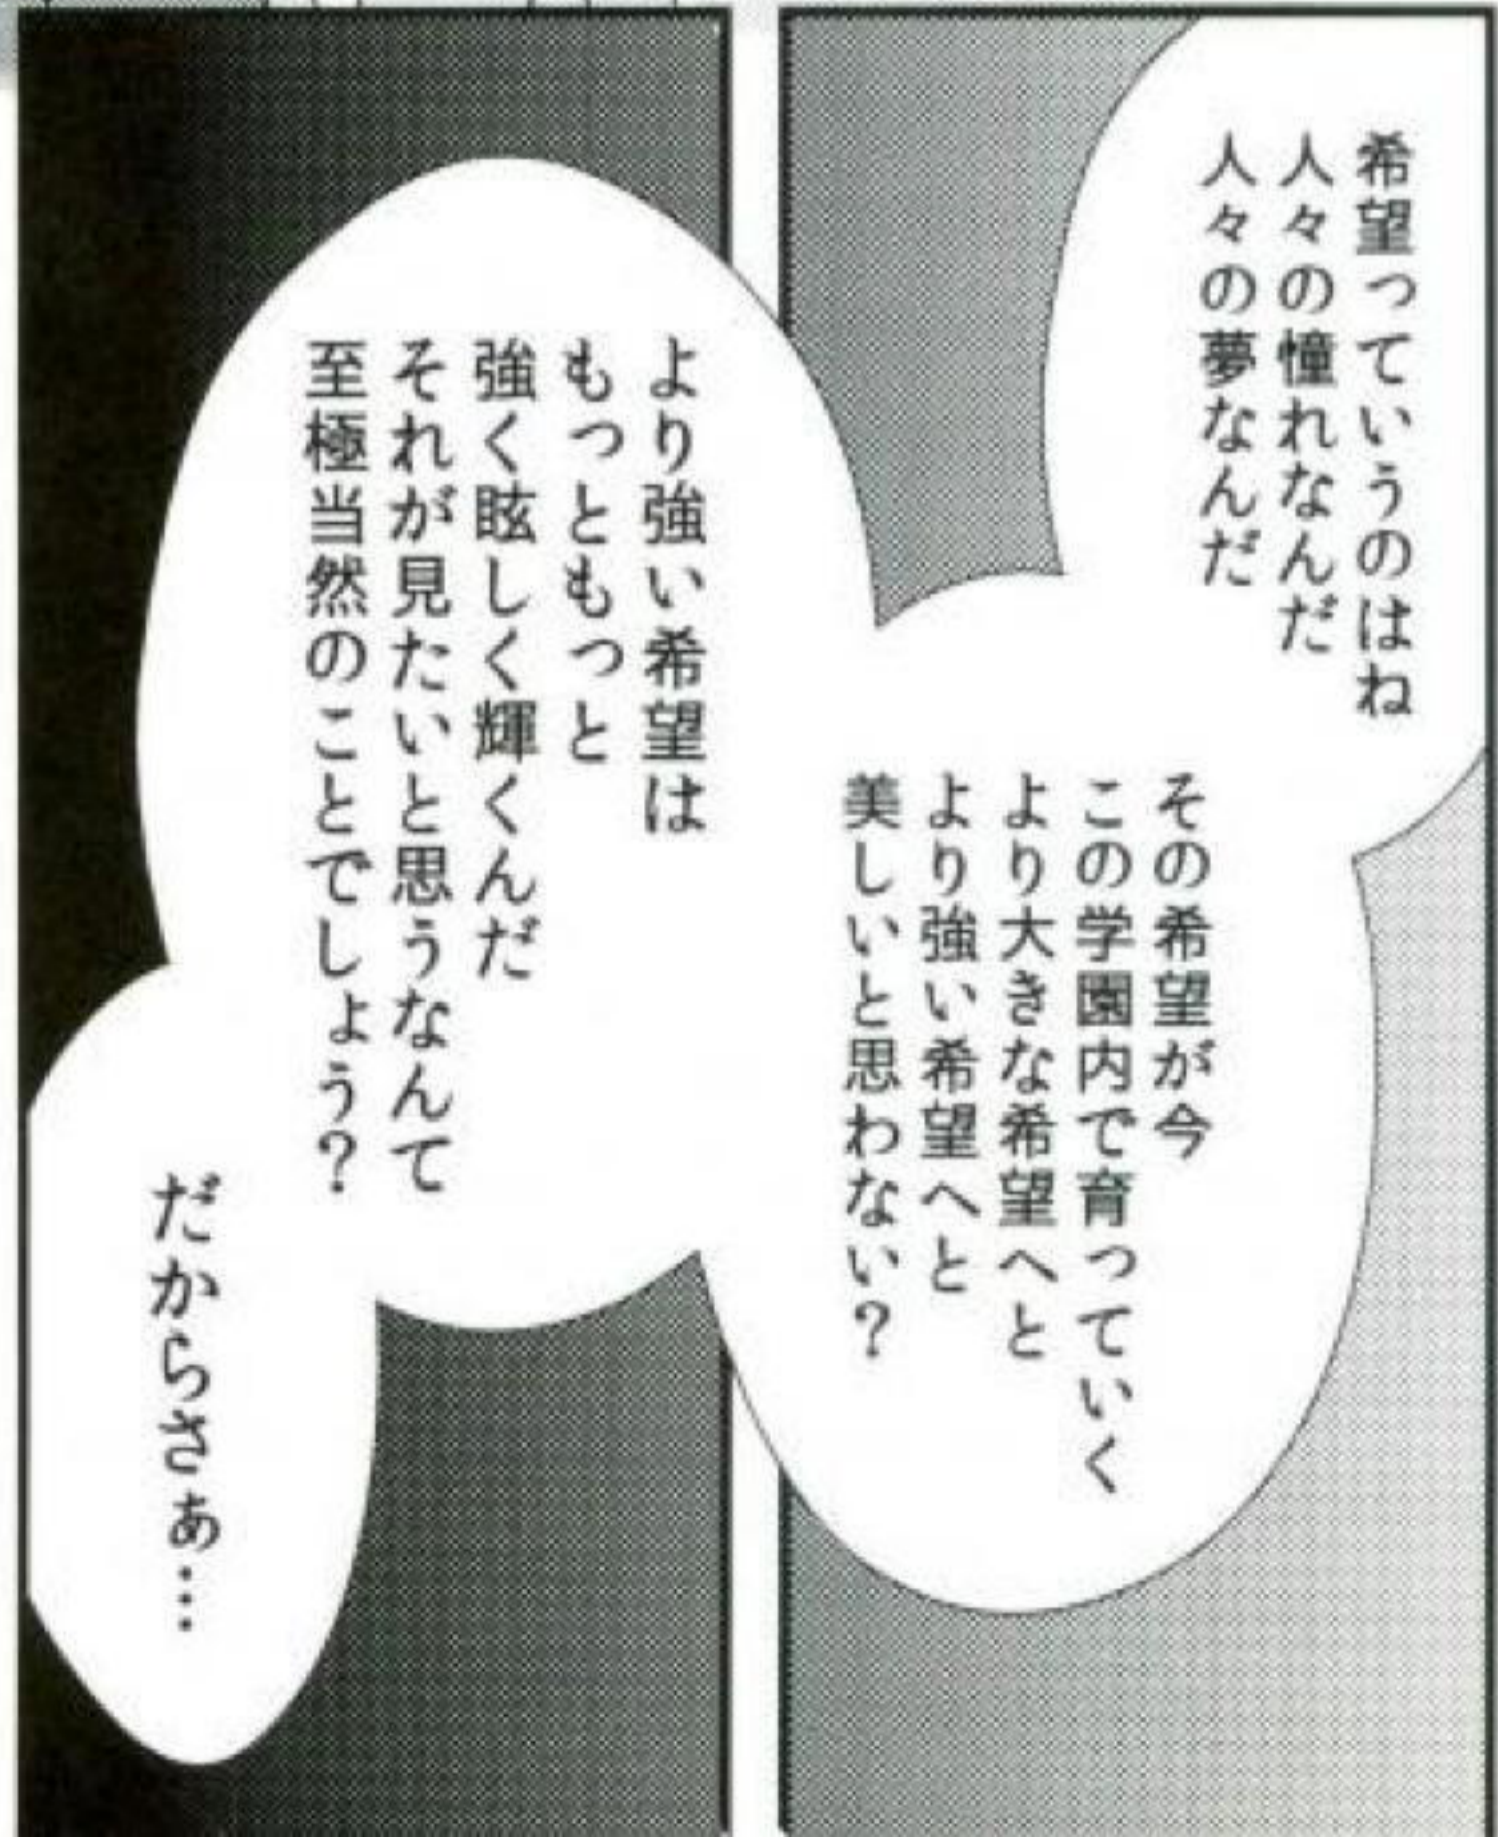 希望っていうのはね
人々の憧れなんだ
人々の夢なんだ
その希望が今
この学園内で育っていく
より大きな希望へと
より強い希望へと
美しいと思わない？
より強い希望は
もっともっと
強く眩しく輝くんだ
それが見たいと思うなんて
至極当然のことでしょう？
だからさぁ…